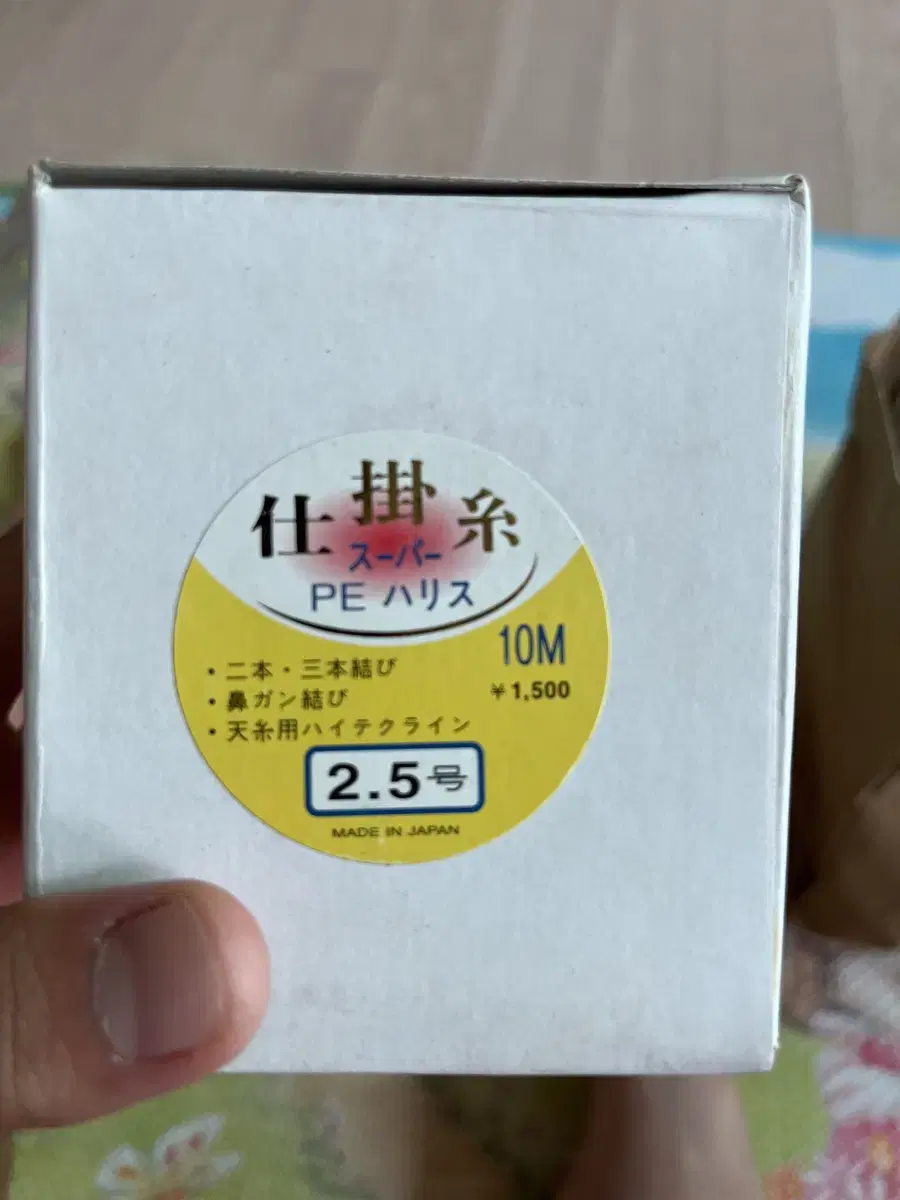 仕掛糸
スーパー
PE ハリス
10M
¥1,500
・二本・三本結び
・鼻ガン結び
・天糸用ハイテクライン
2.5号
MADE IN JAPAN